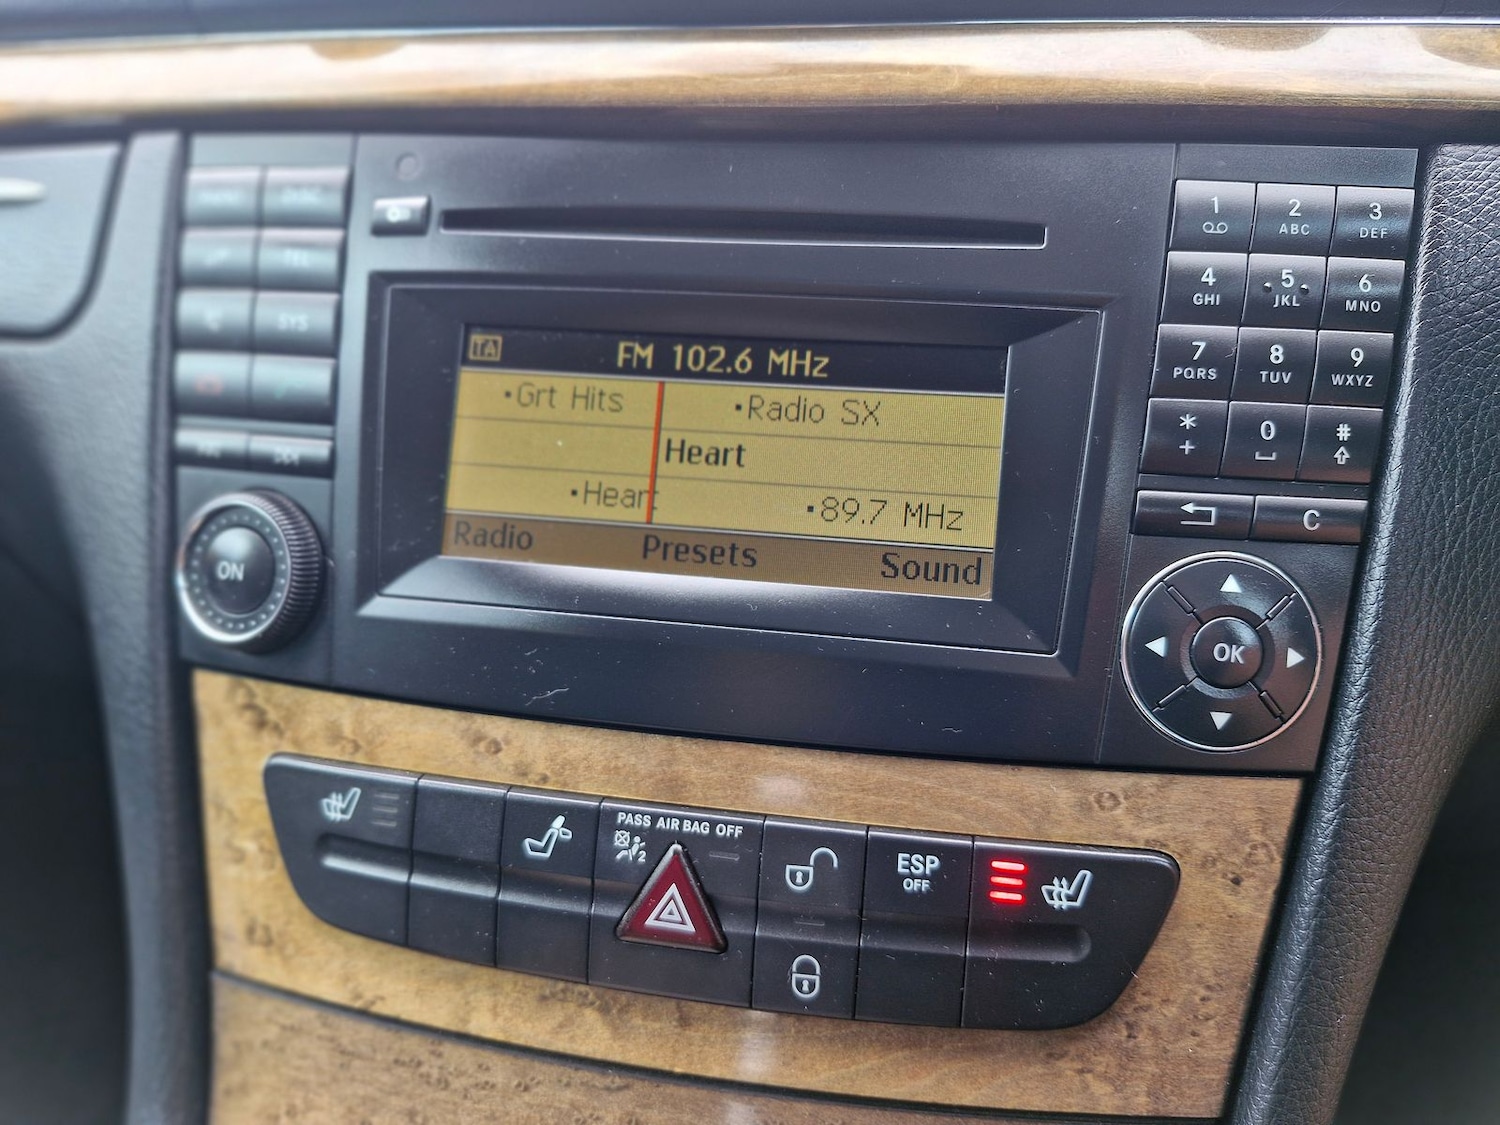 TA
FM 102.6 MHz
•Grt Hits
•Radio SX
Heart
•Hear
•89.7 MHz
Radio Presets Sound
SYS
ON
1
2 ABC
3 DEF
4 GHI
5 JKL
6 MNO
7 PQRS
8 TUV
9 WXYZ
* +
0
#
C
OK
PASS AIR BAG OFF
2
ESP
OFF